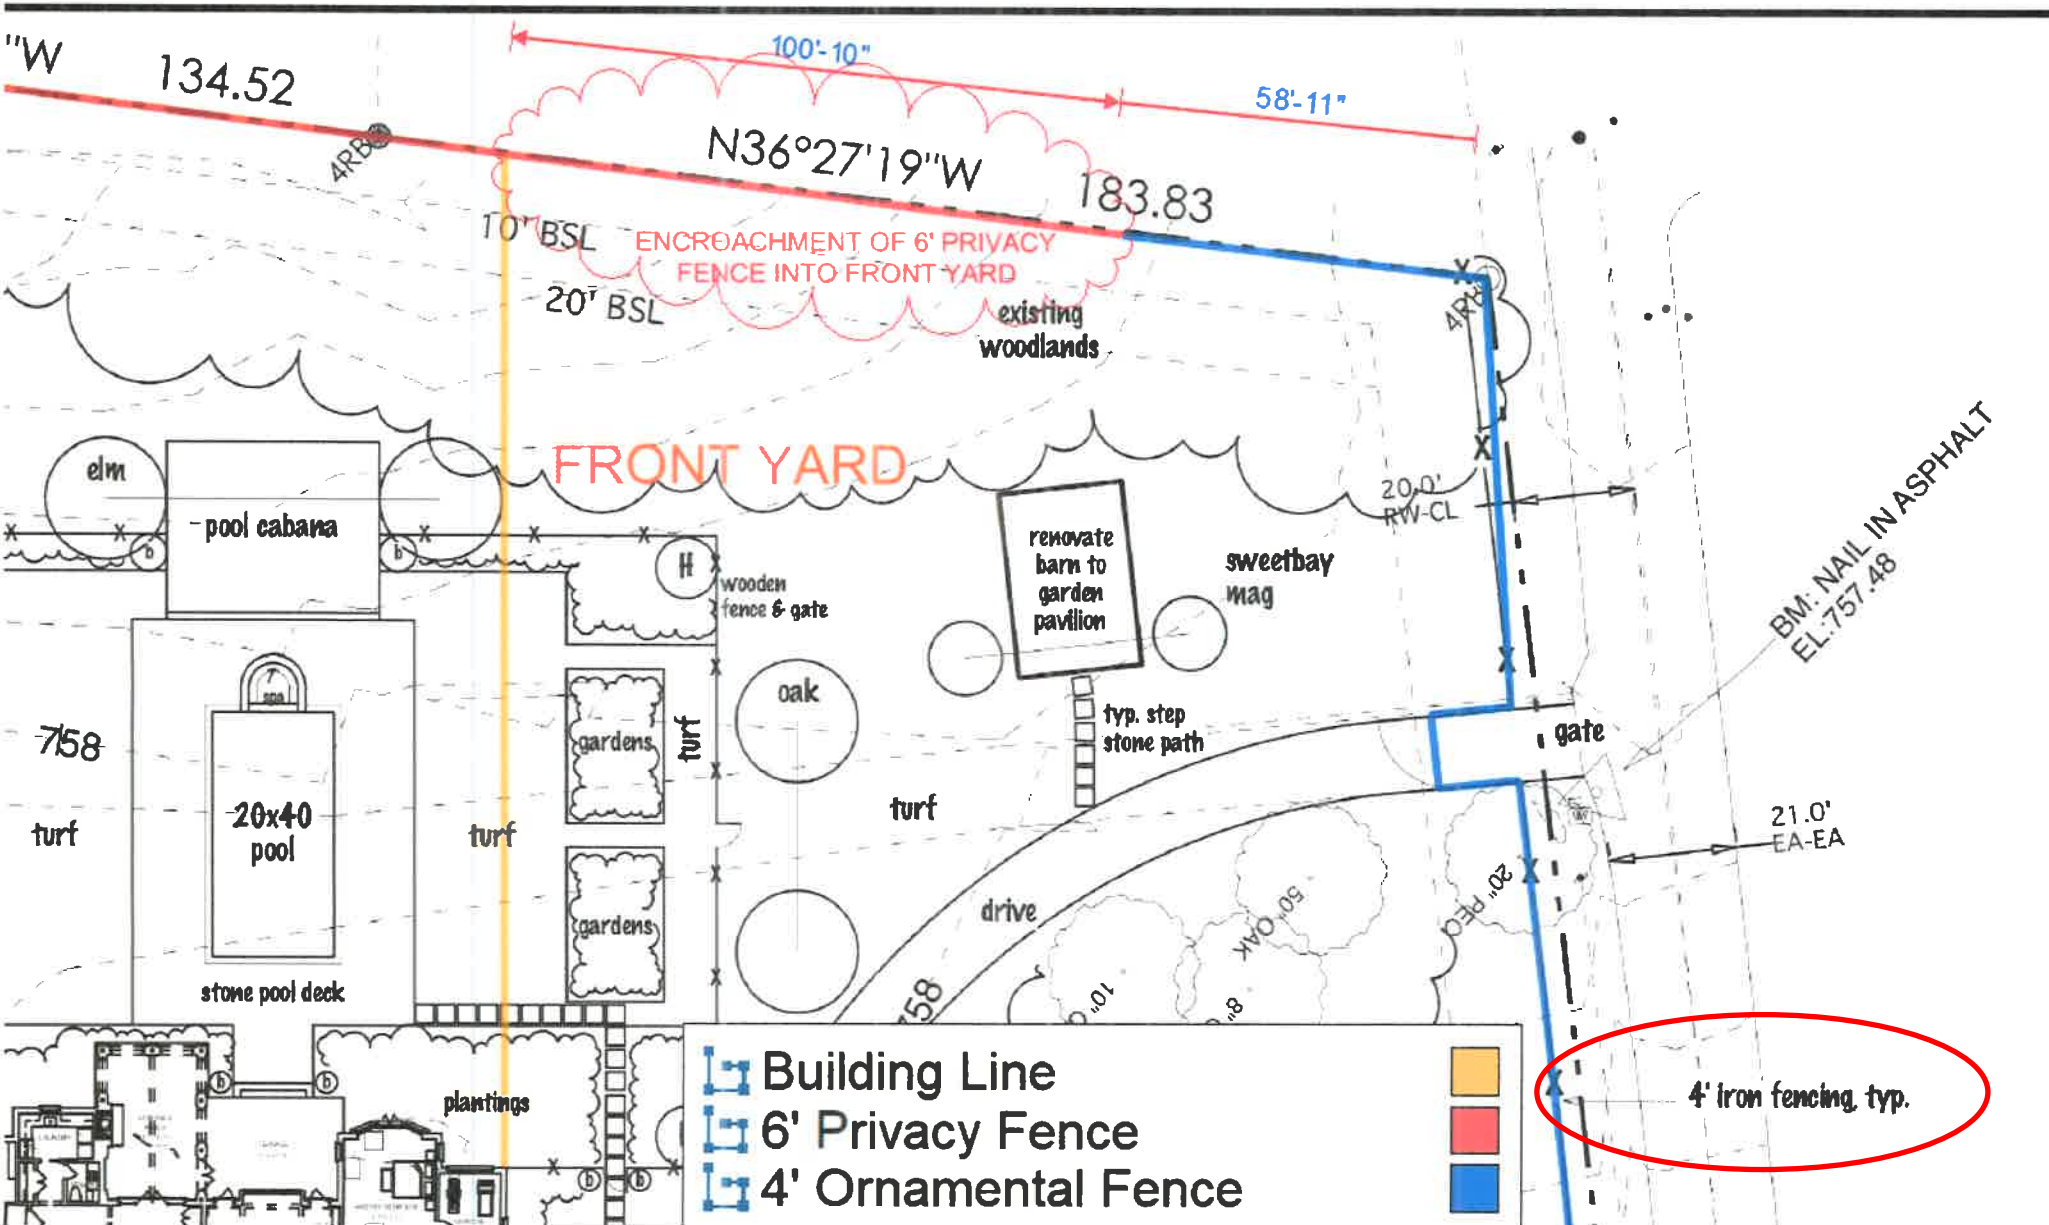 "W
134.52
100'-10"
58'-11"
N36°27'19"W
183.83
4RB
10' BSL
20' BSL
ENCROACHMENT OF 6' PRIVACY
FENCE INTO FRONT YARD
existing
woodlands
FRONT YARD
elm
pool cabana
b
b
H
wooden
fence & gate
renovate
barn to
garden
pavilion
sweetbay
mag
20.0'
RW-CL
BM: NAIL IN ASPHALT
EL:757.48
spa
oak
typ. step
stone path
gate
758
turf
20x40
pool
turf
gardens
turf
turf
21.0'
EA-EA
gardens
drive
50" OAK
stone pool deck
758
10"
8"
plantings
b
b
b
b
Building Line
6' Privacy Fence
4' Ornamental Fence
4' iron fencing, typ.